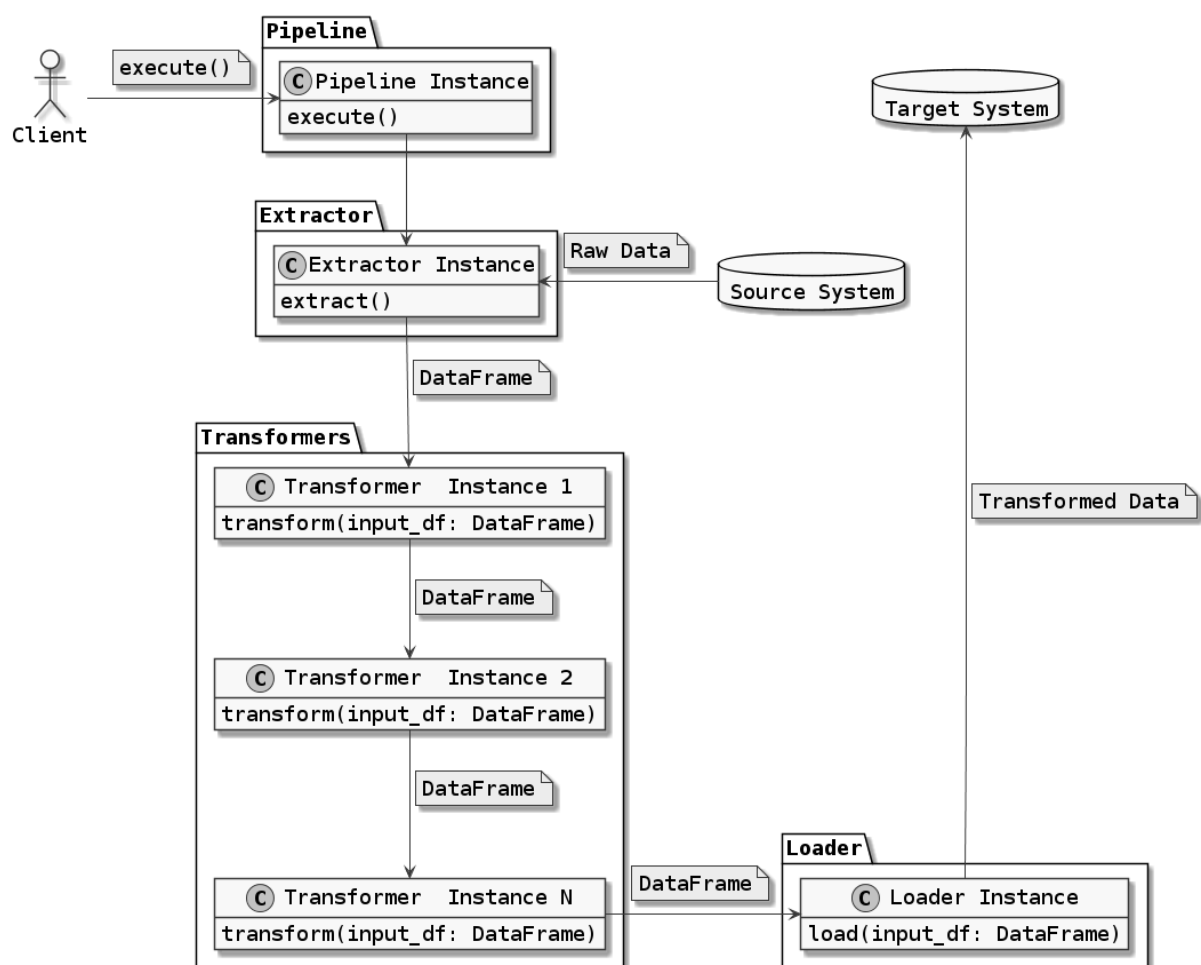 Pipeline
execute()
C Pipeline Instance
execute()
Client
Target System
Extractor
Raw Data
C Extractor Instance
extract()
Source System
DataFrame
Transformers
C Transformer  Instance 1
transform(input_df: DataFrame)
Transformed Data
DataFrame
C Transformer  Instance 2
transform(input_df: DataFrame)
DataFrame
Loader
DataFrame
C Transformer  Instance N
transform(input_df: DataFrame)
C Loader Instance
load(input_df: DataFrame)